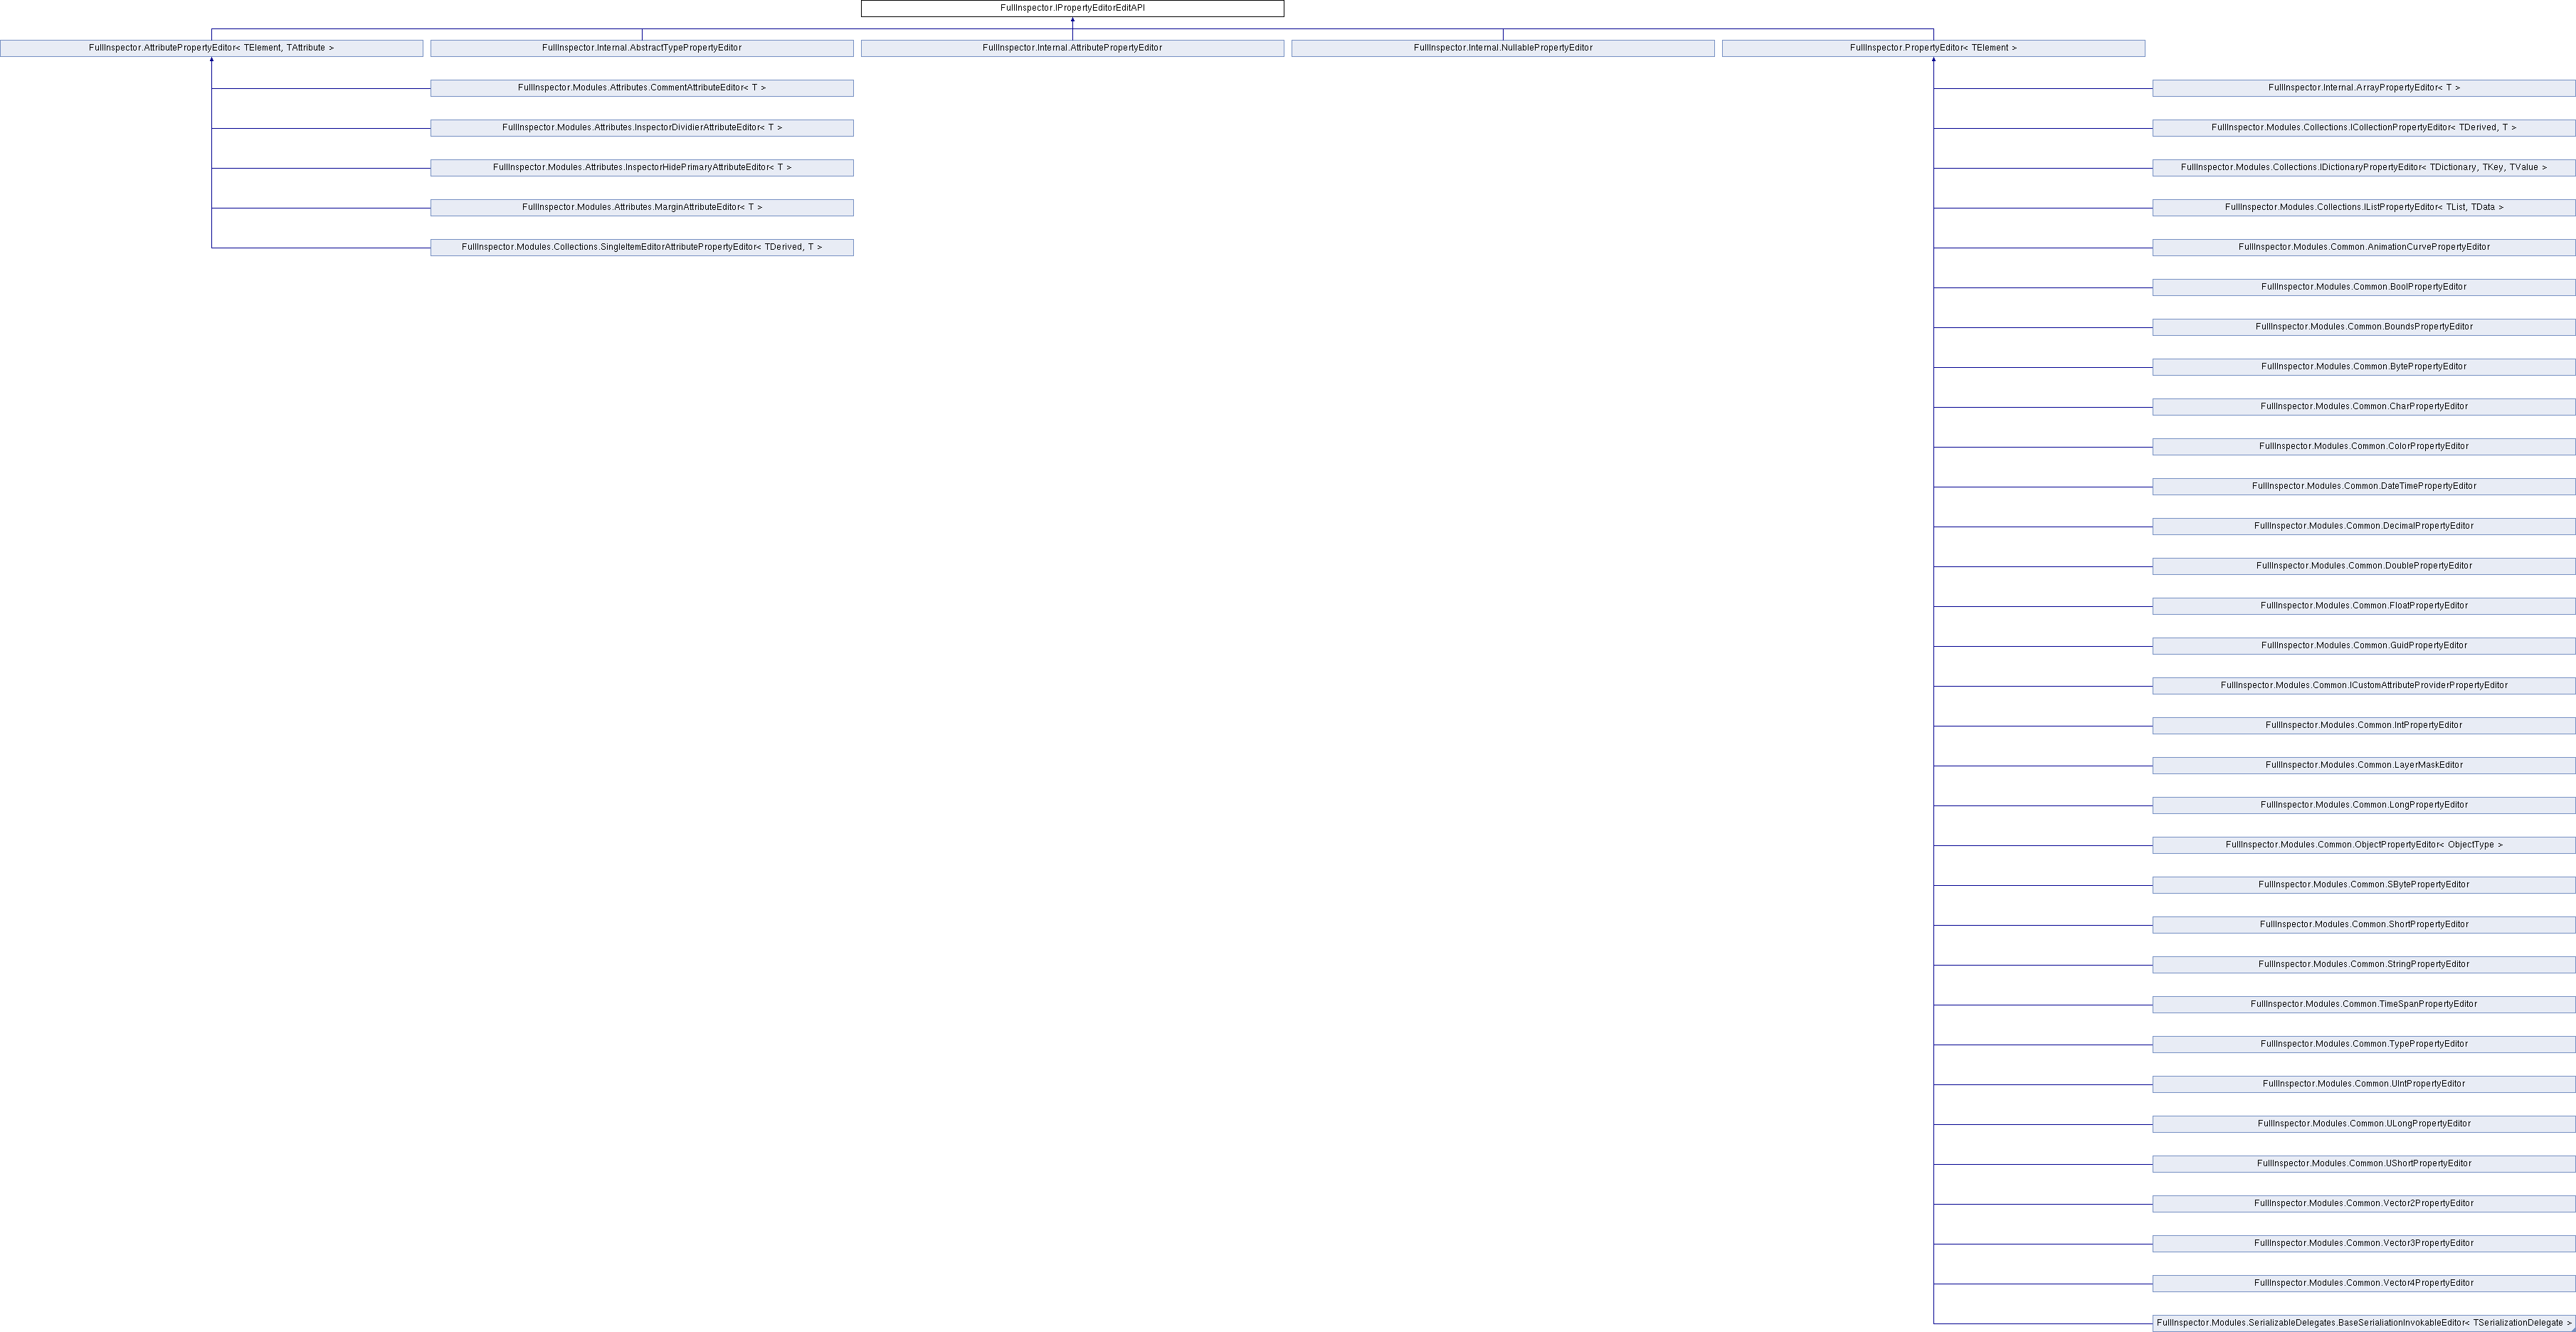 FullInspector.IPropertyEditorEditAPI
FullInspector.AttributePropertyEditor< TElement, TAttribute >
FullInspector.Internal.AbstractTypePropertyEditor
FullInspector.Internal.AttributePropertyEditor
FullInspector.Internal.NullablePropertyEditor
FullInspector.PropertyEditor< TElement >
FullInspector.Modules.Attributes.CommentAttributeEditor< T >
FullInspector.Internal.ArrayPropertyEditor< T >
FullInspector.Modules.Attributes.InspectorDividierAttributeEditor< T >
FullInspector.Modules.Collections.ICollectionPropertyEditor< TDerived, T >
FullInspector.Modules.Attributes.InspectorHidePrimaryAttributeEditor< T >
FullInspector.Modules.Collections.IDictionaryPropertyEditor< TDictionary, TKey, TValue >
FullInspector.Modules.Attributes.MarginAttributeEditor< T >
FullInspector.Modules.Collections.IListPropertyEditor< TList, TData >
FullInspector.Modules.Collections.SingleItemEditorAttributePropertyEditor< TDerived, T >
FullInspector.Modules.Common.AnimationCurvePropertyEditor
FullInspector.Modules.Common.BoolPropertyEditor
FullInspector.Modules.Common.BoundsPropertyEditor
FullInspector.Modules.Common.BytePropertyEditor
FullInspector.Modules.Common.CharPropertyEditor
FullInspector.Modules.Common.ColorPropertyEditor
FullInspector.Modules.Common.DateTimePropertyEditor
FullInspector.Modules.Common.DecimalPropertyEditor
FullInspector.Modules.Common.DoublePropertyEditor
FullInspector.Modules.Common.FloatPropertyEditor
FullInspector.Modules.Common.GuidPropertyEditor
FullInspector.Modules.Common.ICustomAttributeProviderPropertyEditor
FullInspector.Modules.Common.IntPropertyEditor
FullInspector.Modules.Common.LayerMaskEditor
FullInspector.Modules.Common.LongPropertyEditor
FullInspector.Modules.Common.ObjectPropertyEditor< ObjectType >
FullInspector.Modules.Common.SBytePropertyEditor
FullInspector.Modules.Common.ShortPropertyEditor
FullInspector.Modules.Common.StringPropertyEditor
FullInspector.Modules.Common.TimeSpanPropertyEditor
FullInspector.Modules.Common.TypePropertyEditor
FullInspector.Modules.Common.UIntPropertyEditor
FullInspector.Modules.Common.ULongPropertyEditor
FullInspector.Modules.Common.UShortPropertyEditor
FullInspector.Modules.Common.Vector2PropertyEditor
FullInspector.Modules.Common.Vector3PropertyEditor
FullInspector.Modules.Common.Vector4PropertyEditor
FullInspector.Modules.SerializableDelegates.BaseSerialiationInvokableEditor< TSerializationDelegate >